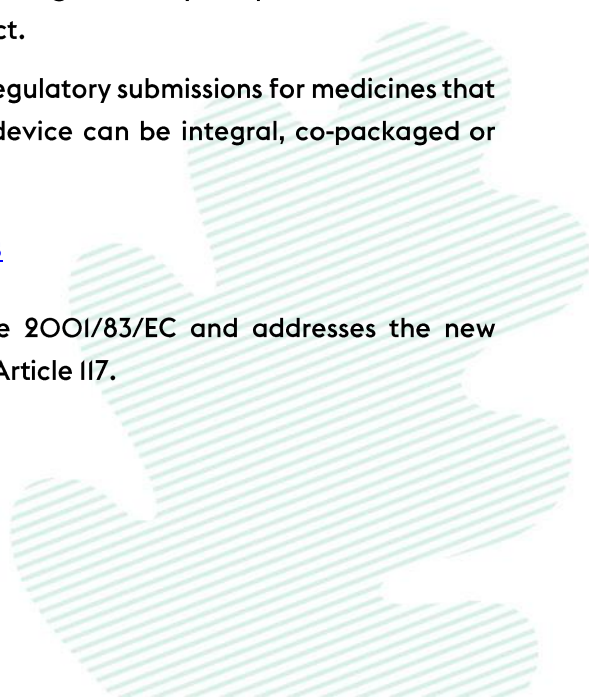 ct.
egulatory submissions for medicines that
device can be integral, co-packaged or
e 2001/83/EC and addresses the new
Article 117.